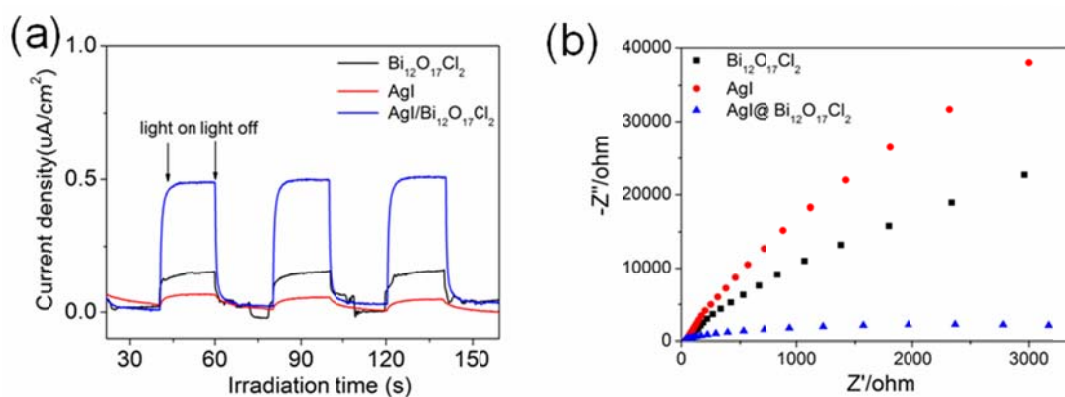 (a)
1.0
0.5
0.0
Current density(uA/cm²)
Bi₁₂O₁₇Cl₂
AgI
AgI/Bi₁₂O₁₇Cl₂
light on light off
30 60 90 120 150
Irradiation time (s)
(b)
40000
30000
20000
10000
0
-Z''/ohm
Bi₁₂O₁₇Cl₂
AgI
AgI@ Bi₁₂O₁₇Cl₂
0 1000 2000 3000
Z'/ohm